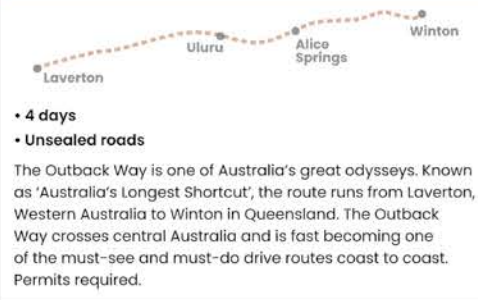 Winton
Uluru
Alice
Springs
Laverton
• 4 days
• Unsealed roads
The Outback Way is one of Australia's great odysseys. Known
as 'Australia's Longest Shortcut', the route runs from Laverton,
Western Australia to Winton in Queensland. The Outback
Way crosses central Australia and is fast becoming one
of the must-see and must-do drive routes coast to coast.
Permits required.